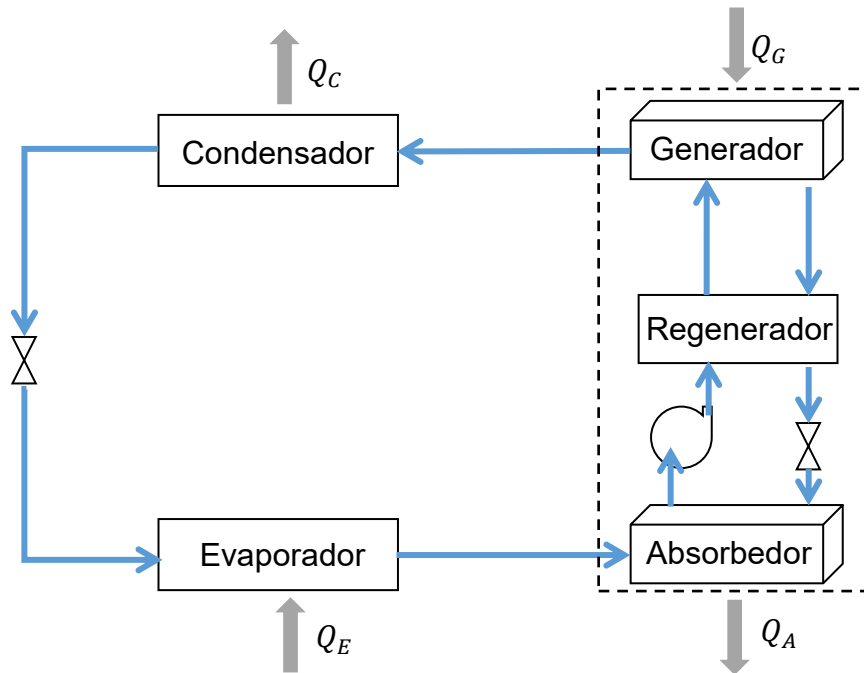 Q_C
Q_G
Condensador
Generador
Regenerador
Evaporador
Absorbedor
Q_E
Q_A